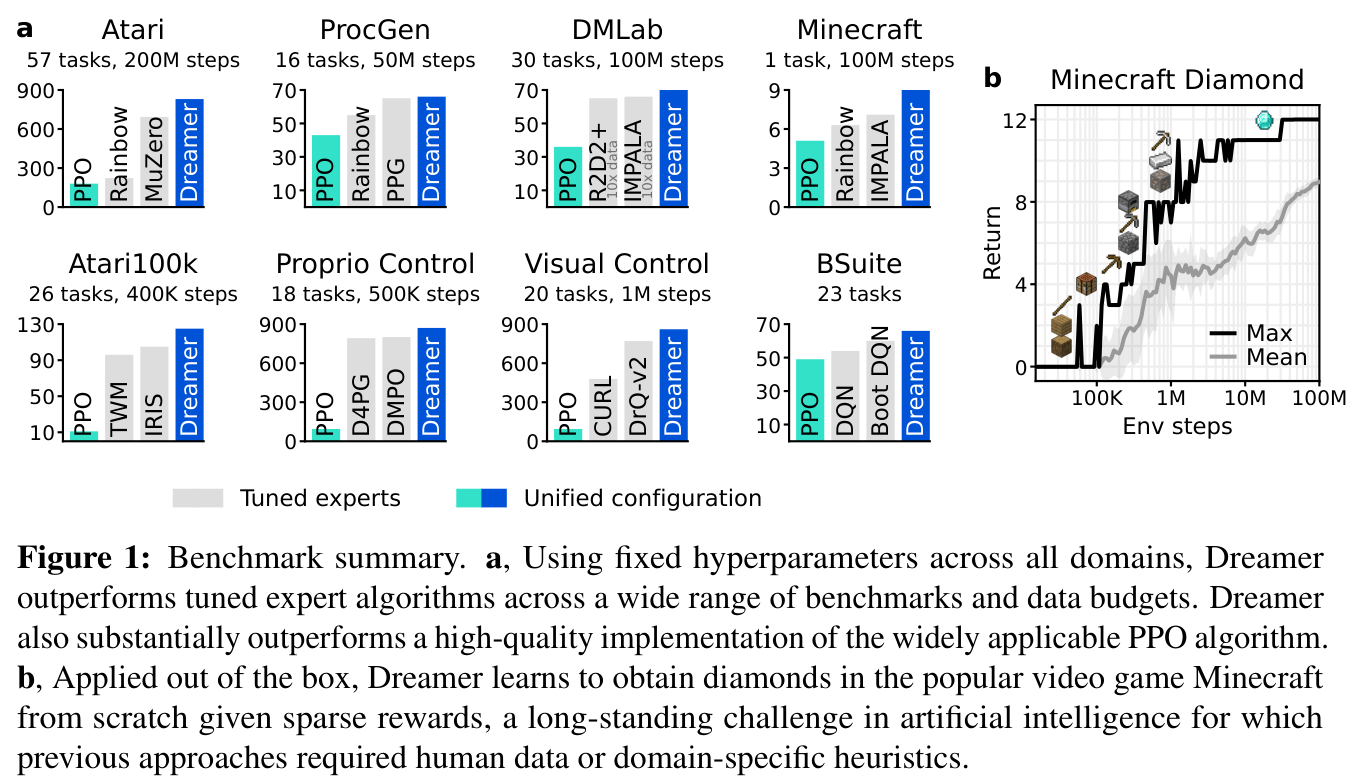 a
Atari
57 tasks, 200M steps
900
600
300
0
PPO
Rainbow
MuZero
Dreamer
ProcGen
16 tasks, 50M steps
70
50
30
10
PPO
Rainbow
PPG
Dreamer
DMLab
30 tasks, 100M steps
70
50
30
10
PPO
R2D2+
10x data
IMPALA
10x data
Dreamer
Minecraft
1 task, 100M steps
9
6
3
0
PPO
Rainbow
IMPALA
Dreamer
Atari100k
26 tasks, 400K steps
130
90
50
10
PPO
TWM
IRIS
Dreamer
Proprio Control
18 tasks, 500K steps
900
600
300
0
PPO
D4PG
DMPO
Dreamer
Visual Control
20 tasks, 1M steps
900
600
300
0
PPO
CURL
DrQ-v2
Dreamer
BSuite
23 tasks
70
50
30
10
PPO
DQN
Boot DQN
Dreamer
Tuned experts
Unified configuration
b
Minecraft Diamond
Return
12
8
4
0
Max
Mean
100K
1M
10M
100M
Env steps
Figure 1: Benchmark summary. a, Using fixed hyperparameters across all domains, Dreamer
outperforms tuned expert algorithms across a wide range of benchmarks and data budgets. Dreamer
also substantially outperforms a high-quality implementation of the widely applicable PPO algorithm.
b, Applied out of the box, Dreamer learns to obtain diamonds in the popular video game Minecraft
from scratch given sparse rewards, a long-standing challenge in artificial intelligence for which
previous approaches required human data or domain-specific heuristics.